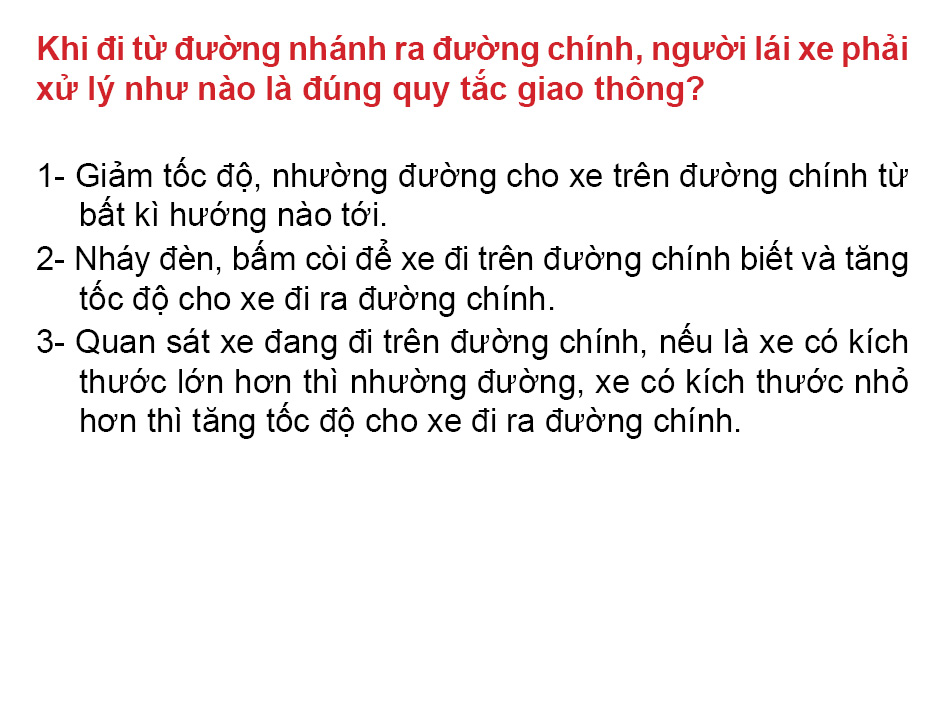 Khi đi từ đường nhánh ra đường chính, người lái xe phải
xử lý như nào là đúng quy tắc giao thông?
1- Giảm tốc độ, nhường đường cho xe trên đường chính từ
bất kì hướng nào tới.
2- Nháy đèn, bấm còi để xe đi trên đường chính biết và tăng
tốc độ cho xe đi ra đường chính.
3- Quan sát xe đang đi trên đường chính, nếu là xe có kích
thước lớn hơn thì nhường đường, xe có kích thước nhỏ
hơn thì tăng tốc độ cho xe đi ra đường chính.